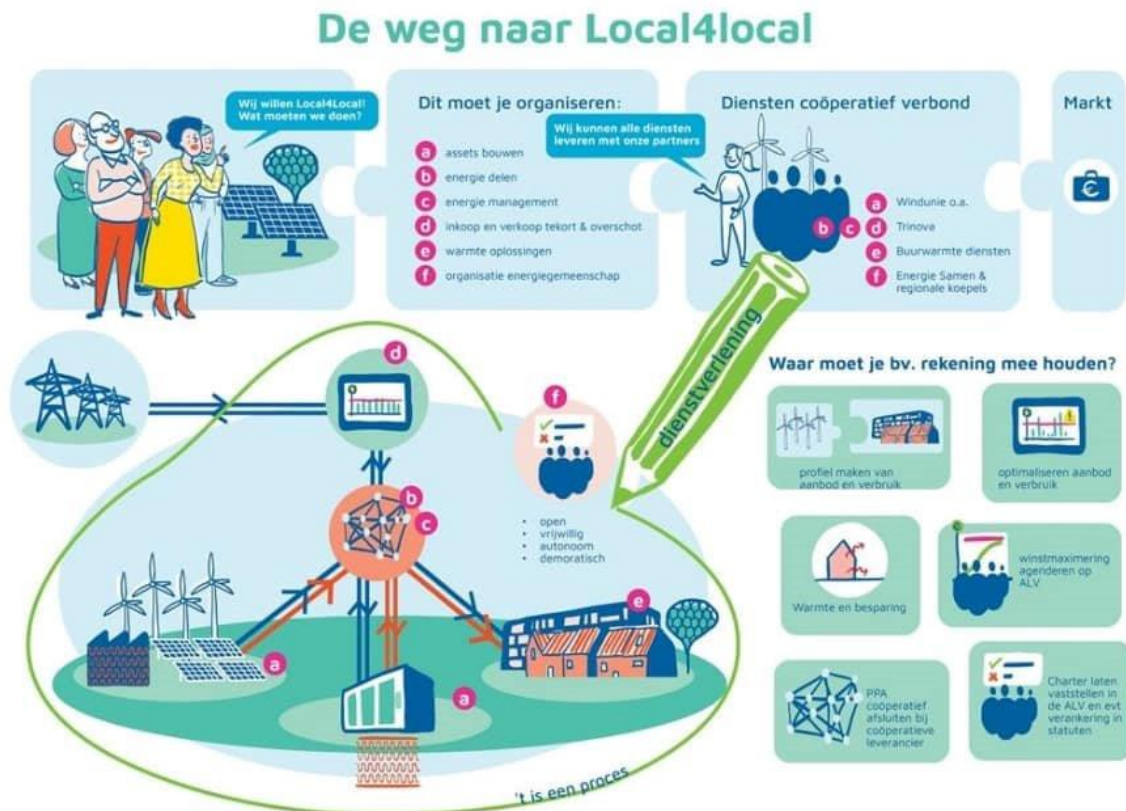 De weg naar Local4local
Wij willen Local4Local!
Wat moeten we doen?
Dit moet je organiseren:
a assets bouwen
b energie delen
c energie management
d inkoop en verkoop tekort & overschot
e warmte oplossingen
f organisatie energiegemeenschap
Diensten coöperatief verbond
Wij kunnen alle diensten
leveren met onze partners
b c
a Windunie o.a.
d Trinova
e Buurwarmte diensten
f Energie Samen &
regionale koepels
Markt
€
dienstverlening
d
f
b
c
• open
• vrijwillig
• autonoom
• demoratisch
e
a
a
't is een proces
Waar moet je bv. rekening mee houden?
profiel maken van
aanbod en verbruik
optimaliseren aanbod
en verbruik
Warmte en besparing
winstmaximering
agenderen op
ALV
PPA
coöperatief
afsluiten bij
coöperatieve
leverancier
Charter laten
vaststellen in
de ALV en evt
verankering in
statuten